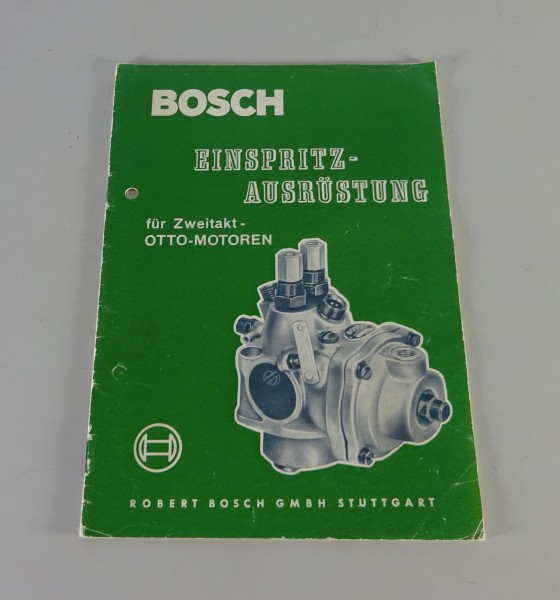 BOSCH
EINSPRITZ-
AUSRÜSTUNG
für Zweitakt-
OTTO-MOTOREN
ROBERT BOSCH GMBH STUTTGART